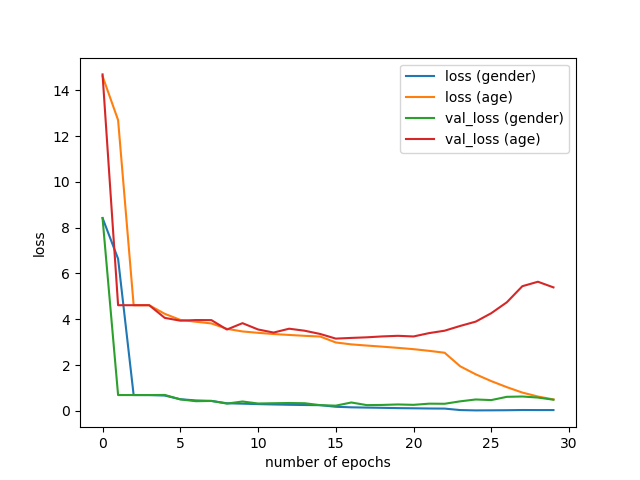 loss (gender)
loss (age)
val_loss (gender)
val_loss (age)
14
12
10
8
6
4
2
0
loss
0 5 10 15 20 25 30
number of epochs